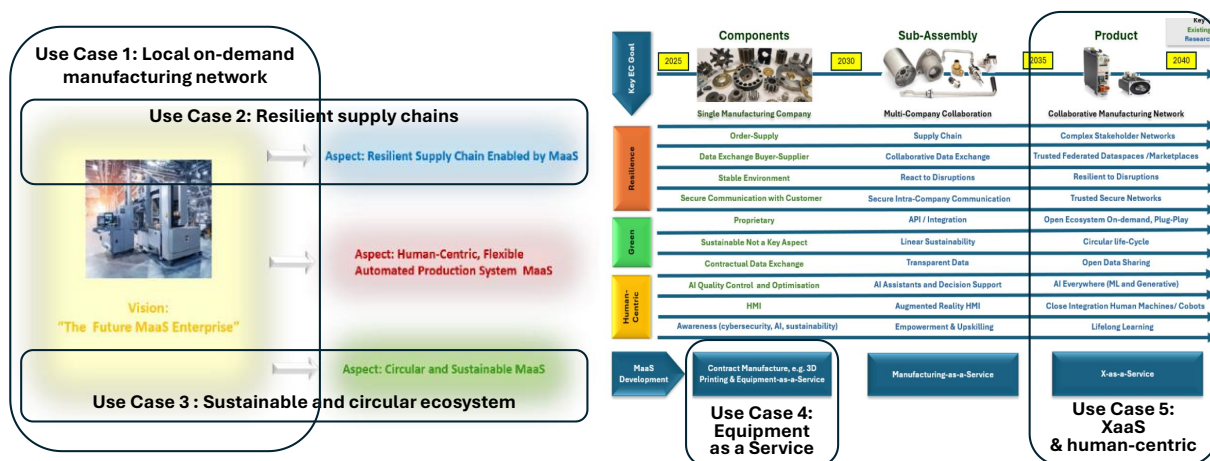 Use Case 1: Local on-demand
manufacturing network
Use Case 2: Resilient supply chains
Aspect: Resilient Supply Chain Enabled by MaaS
Aspect: Human-Centric, Flexible
Automated Production System MaaS
Vision:
"The Future MaaS Enterprise"
Aspect: Circular and Sustainable MaaS
Use Case 3 : Sustainable and circular ecosystem
Key EC Goal
Components
Sub-Assembly
Product
Key
Existing
Research
2025
2030
2035
2040
Single Manufacturing Company
Multi-Company Collaboration
Collaborative Manufacturing Network
Resilience
Order-Supply
Supply Chain
Complex Stakeholder Networks
Data Exchange Buyer-Supplier
Collaborative Data Exchange
Trusted Federated Dataspaces /Marketplaces
Stable Environment
React to Disruptions
Resilient to Disruptions
Secure Communication with Customer
Secure Intra-Company Communication
Trusted Secure Networks
Green
Proprietary
API / Integration
Open Ecosystem On-demand, Plug-Play
Sustainable Not a Key Aspect
Linear Sustainability
Circular life-Cycle
Contractual Data Exchange
Transparent Data
Open Data Sharing
Human-
Centric
AI Quality Control and Optimisation
AI Assistants and Decision Support
AI Everywhere (ML and Generative)
HMI
Augmented Reality HMI
Close Integration Human Machines/ Cobots
Awareness (cybersecurity, AI, sustainability)
Empowerment & Upskilling
Lifelong Learning
MaaS
Development
Contract Manufacture, e.g. 3D
Printing & Equipment-as-a-Service
Manufacturing-as-a-Service
X-as-a-Service
Use Case 4:
Equipment
as a Service
Use Case 5:
XaaS
& human-centric